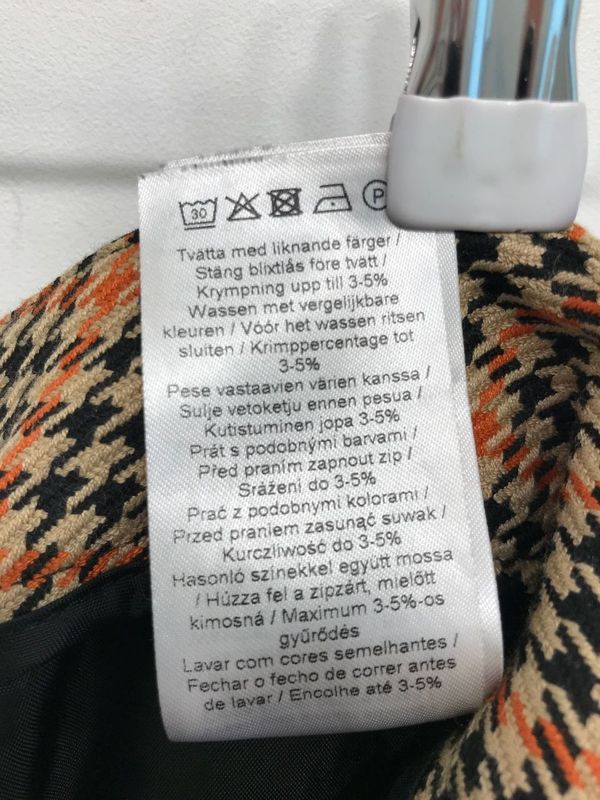 30
P
Tvätta med liknande färger /
Stäng blixtlås före tvätt /
Krympning upp till 3-5%
Wassen met vergelijkbare
kleuren / Vóór het wassen ritsen
sluiten / Krimppercentage tot
3-5%
Pese vastaavien värien kanssa /
Sulje vetoketju ennen pesua /
Kutistuminen jopa 3-5%
Prát s podobnými barvami /
Před praním zapnout zip /
Srážení do 3-5%
Prać z podobnymi kolorami /
Przed praniem zasunąć suwak /
Kurczliwość do 3-5%
Hasonló színekkel együtt mossa
/ Húzza fel a zipzárt, mielőtt
kimosná / Maximum 3-5%-os
gyűrődés
Lavar com cores semelhantes /
Fechar o fecho de correr antes
de lavar / Encolhe até 3-5%